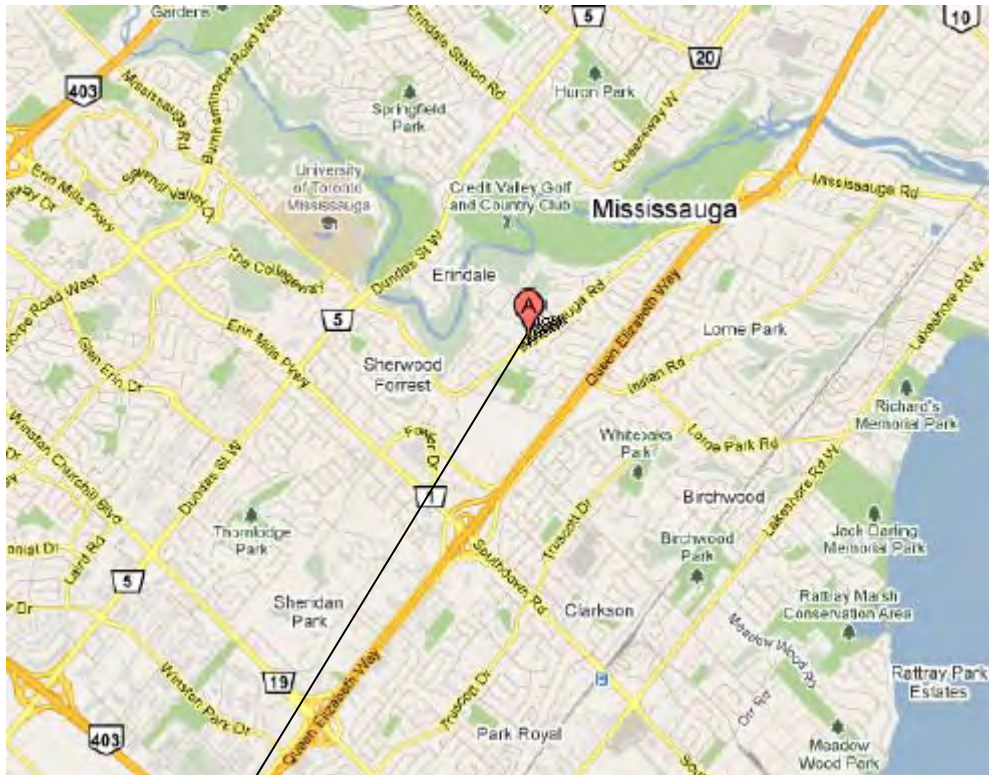 Gardens
Burnhamthorpe Road West
5
10
403
Mississauga Rd
Erindale Station Rd
20
Huron Park
Springfield
Park
Queensway W
University
of Toronto
Mississauga
Credit Valley Golf
and Country Club
Mississauga Rd
Mississauga
Erin Mills Pkwy
The Collegeway
Dundas St W
Erindale
A
Queen Elizabeth Way
Lorne Park
Lakeshore Rd W
5
Erin Mills Pkwy
Glen Erin Dr
Sherwood
Forrest
Indian Rd
Richard's
Memorial Park
Winston Churchill Blvd
Dundas St W
Fowler Dr
Whiteoaks
Park
Lorne Park Rd
1
Birchwood
Lakeshore Rd W
Thornlodge
Park
Truscott Dr
Jack Darling
Memorial Park
Birchwood
Park
Laird Rd
5
Southdown Rd
Rattray Marsh
Conservation Area
Sheridan
Park
Clarkson
Meadow Wood Rd
Rattray Park
Estates
19
Winston Park Dr
Queen Elizabeth Way
Truscott Dr
Orr Rd
403
Park Royal
Meadow
Wood Park